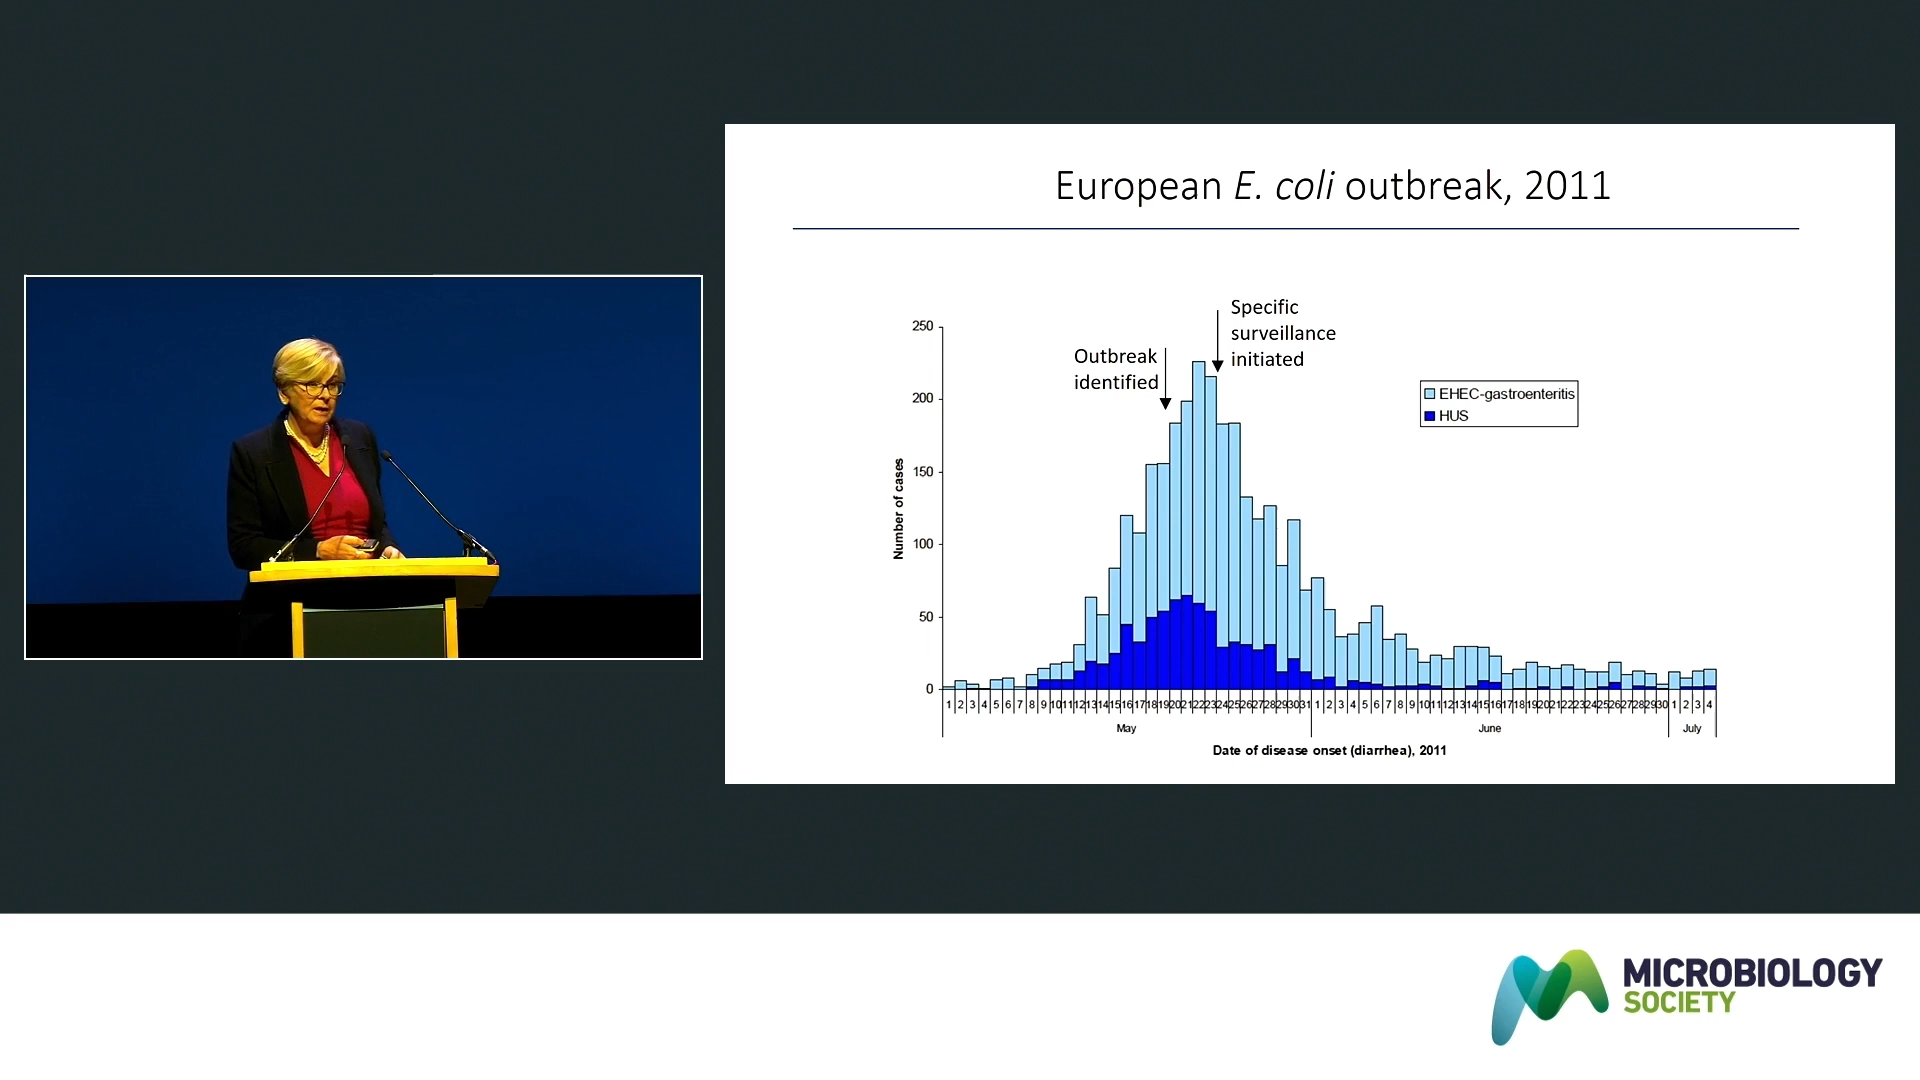 European E. coli outbreak, 2011
Specific
surveillance
initiated
Outbreak
identified
250
200
150
100
50
0
Number of cases
EHEC-gastroenteritis
HUS
1 2 3 4 5 6 7 8 9 10 11 12 13 14 15 16 17 18 19 20 21 22 23 24 25 26 27 28 29 30 31 1 2 3 4 5 6 7 8 9 10 11 12 13 14 15 16 17 18 19 20 21 22 23 24 25 26 27 28 29 30 1 2 3 4
May June July
Date of disease onset (diarrhea), 2011
MICROBIOLOGY
SOCIETY